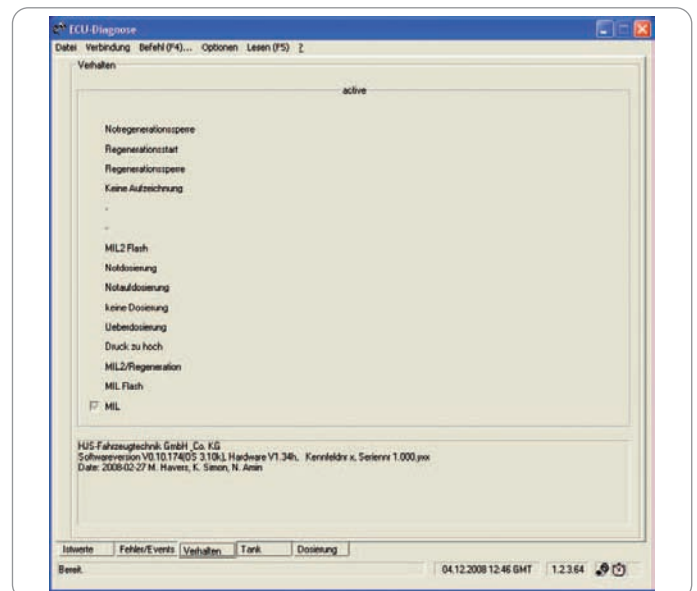 ECU-Diagnose
Datei Verbindung Befehl (F4)... Optionen Lesen (F5) ?
Verhalten
active
Notregenerationssperre
Regenerationsstart
Regenerationssperre
Keine Aufzeichnung
-
-
MIL2 Flash
Notdosierung
Notaufdosierung
keine Dosierung
Ueberdosierung
Druck zu hoch
MIL2/Regeneration
MIL Flash
MIL
HJS-Fahrzeugtechnik GmbH_Co. KG
Softwareversion V0.10.174(OS 3.10k), Hardware V1.34h, Kennfeldnr x, Seriennr 1.000.yxx
Date: 2008-02-27 M. Havers, K. Simon, N. Amin
Istwerte Fehler/Events Verhalten Tank Dosierung
Bereit. 04.12.2008 12:46 GMT 1.2.3.64